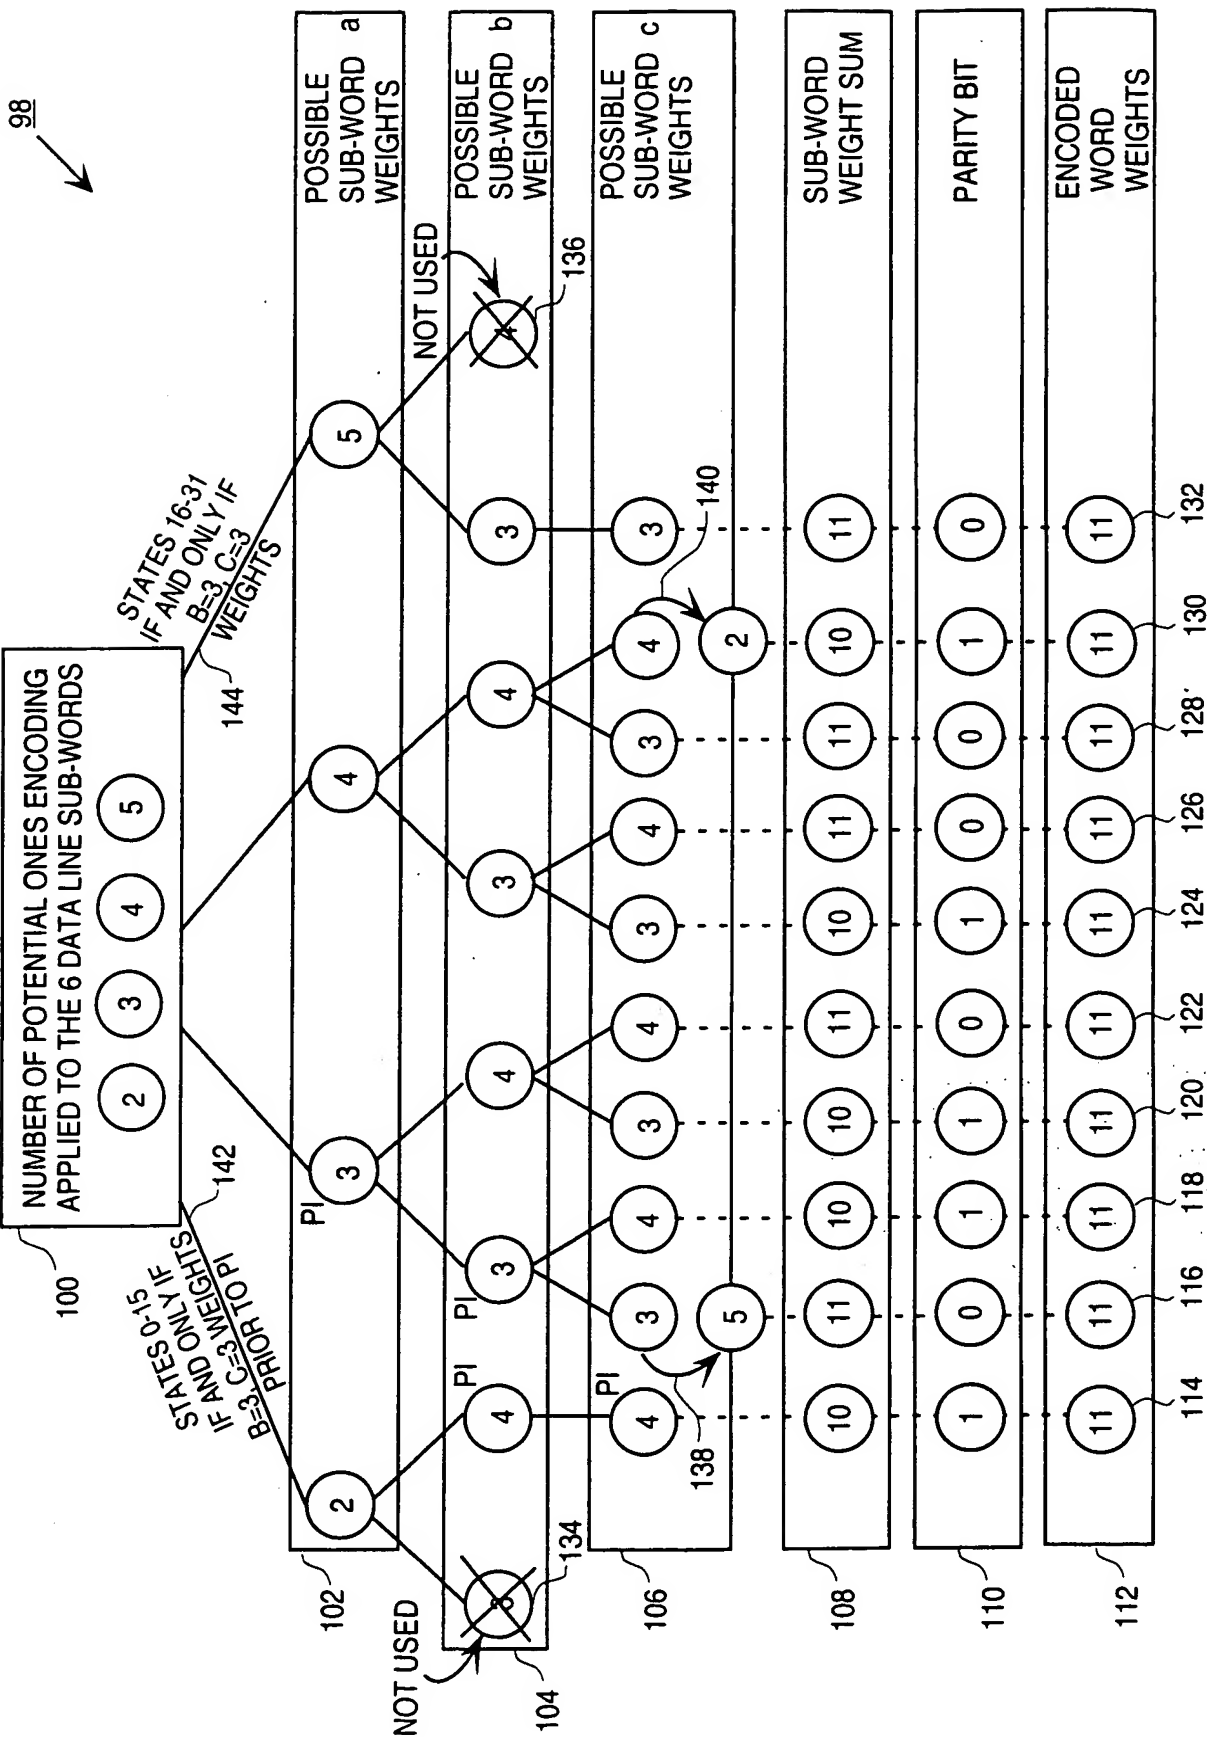 98
NUMBER OF POTENTIAL ONES ENCODING
APPLIED TO THE 6 DATA LINE SUB-WORDS
2 3 4 5
100
142
144
STATES 0-15
IF AND ONLY IF
B=3, C=3 WEIGHTS
PRIOR TO PI
STATES 16-31
IF AND ONLY IF
B=3, C=3
WEIGHTS
102
2
PI
3
4
5
POSSIBLE a
SUB-WORD
WEIGHTS
NOT USED
NOT USED
104
134
3
PI
4
PI
3
4
3
4
3
4
136
POSSIBLE b
SUB-WORD
WEIGHTS
106
PI
4
3
4
3
4
3
4
3
4
3
138
5
140
2
POSSIBLE c
SUB-WORD
WEIGHTS
108
10 11 10 10 11 10 11 11 10 11
SUB-WORD
WEIGHT SUM
110
1 0 1 1 0 1 0 0 1 0
PARITY BIT
112
11 11 11 11 11 11 11 11 11 11
ENCODED
WORD
WEIGHTS
114 116 118 120 122 124 126 128' 130 132